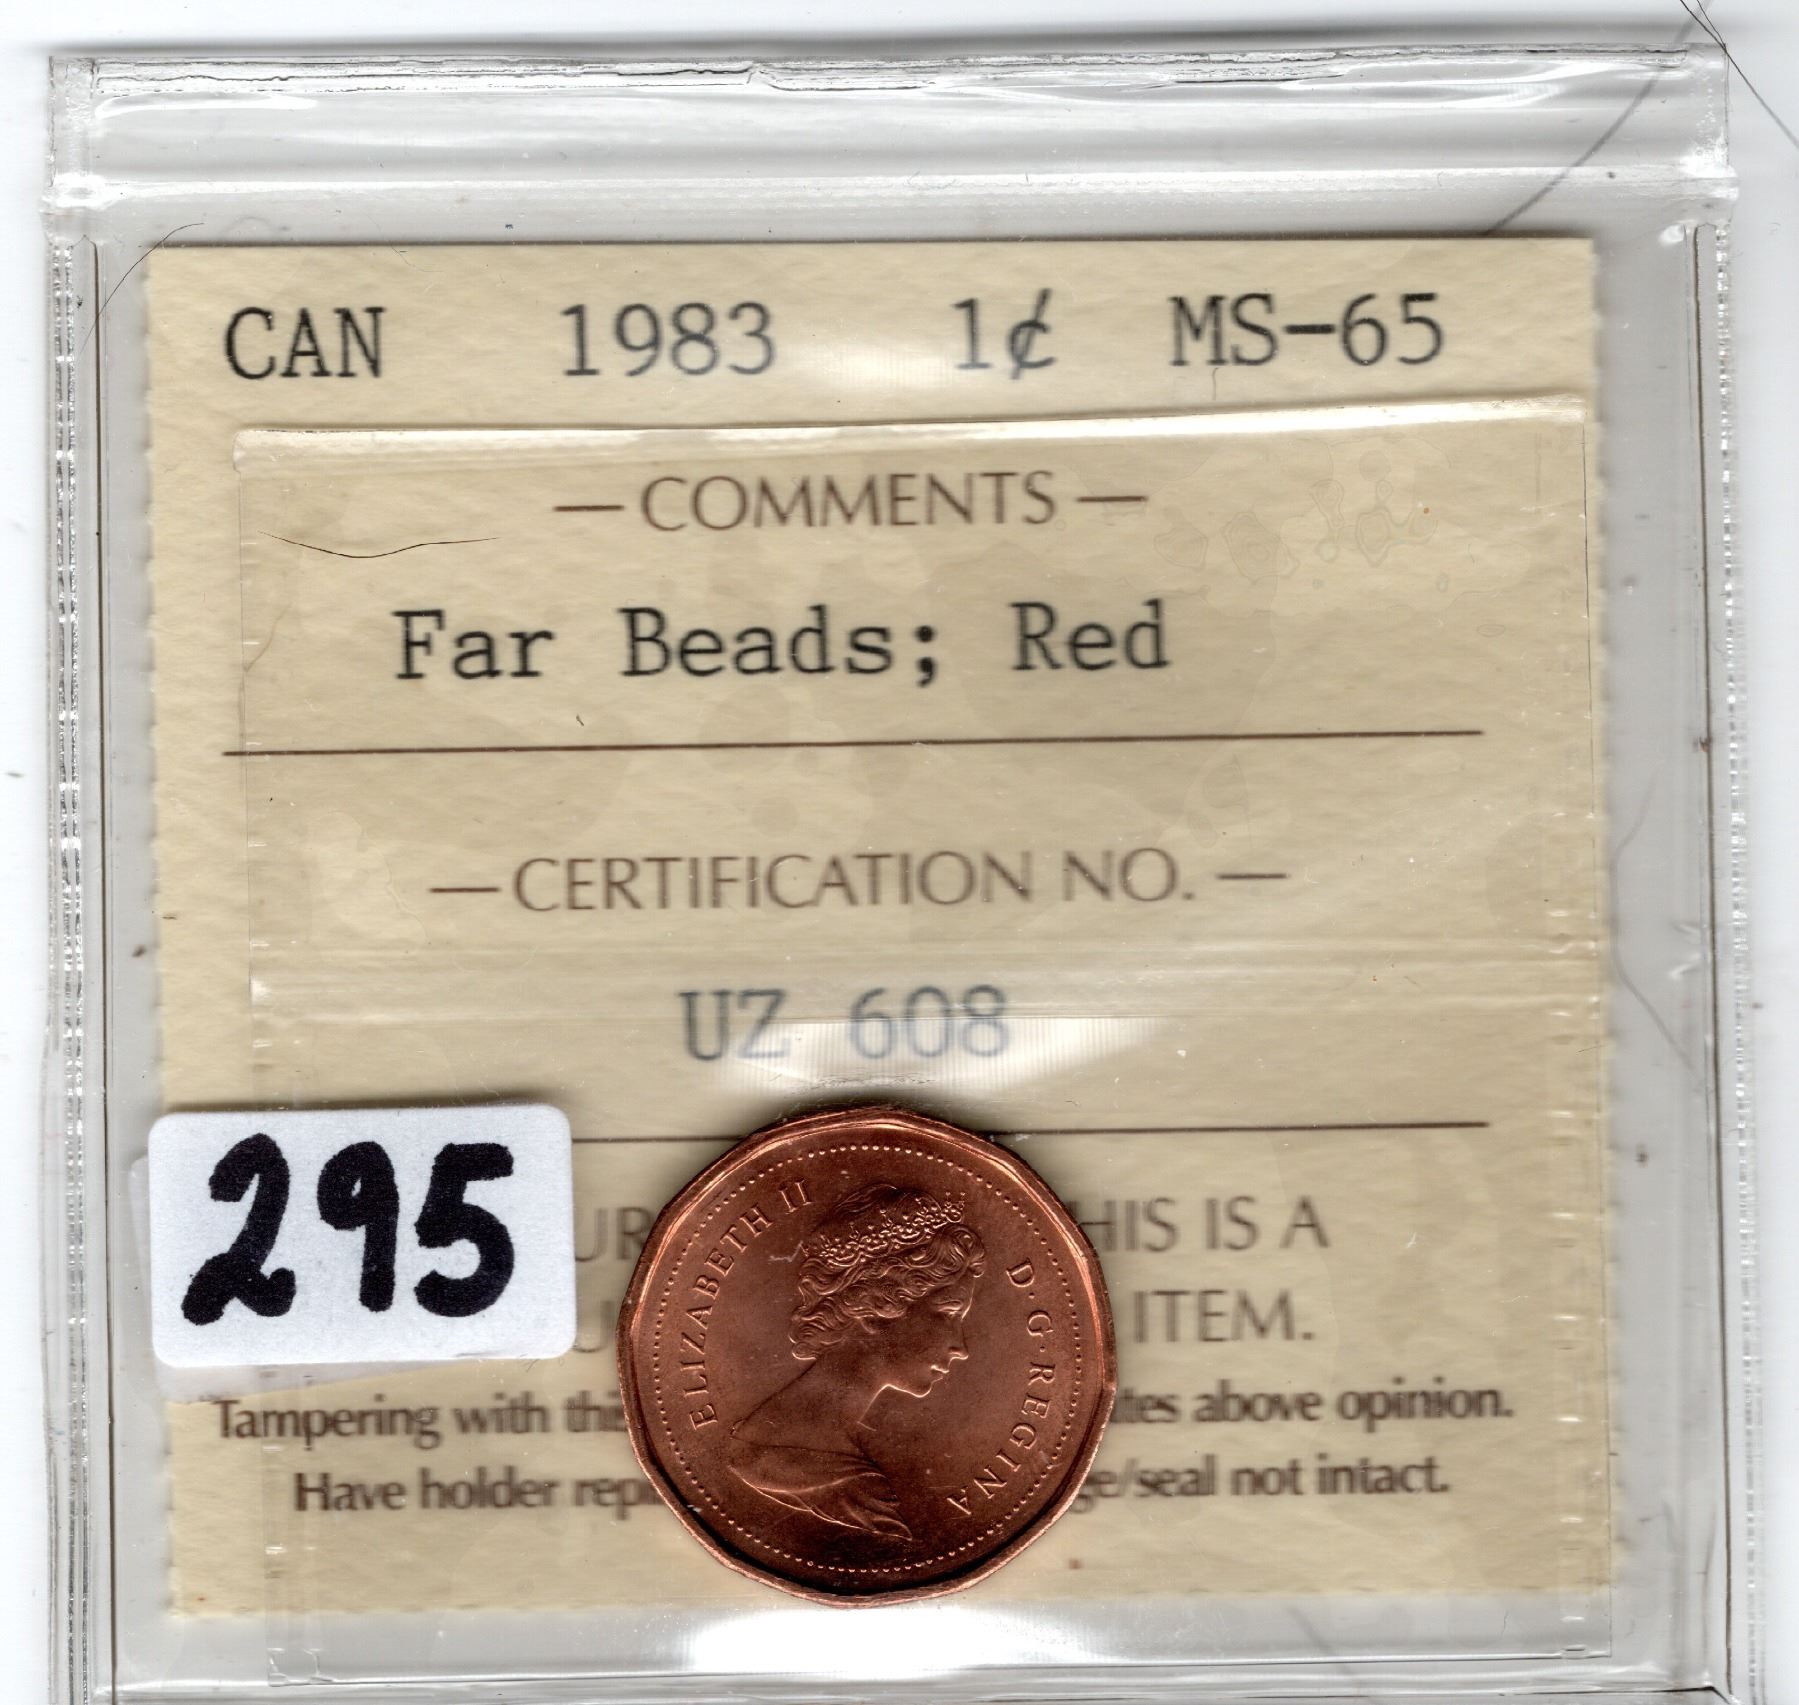 CAN 1983 1¢ MS-65
— COMMENTS —
Far Beads; Red
— CERTIFICATION NO. —
UZ 608
295
HIS IS A
ITEM.
Tampering with this tes above opinion.
Have holder rep ge/seal not intact.
ELIZABETH II D·G·REGINA